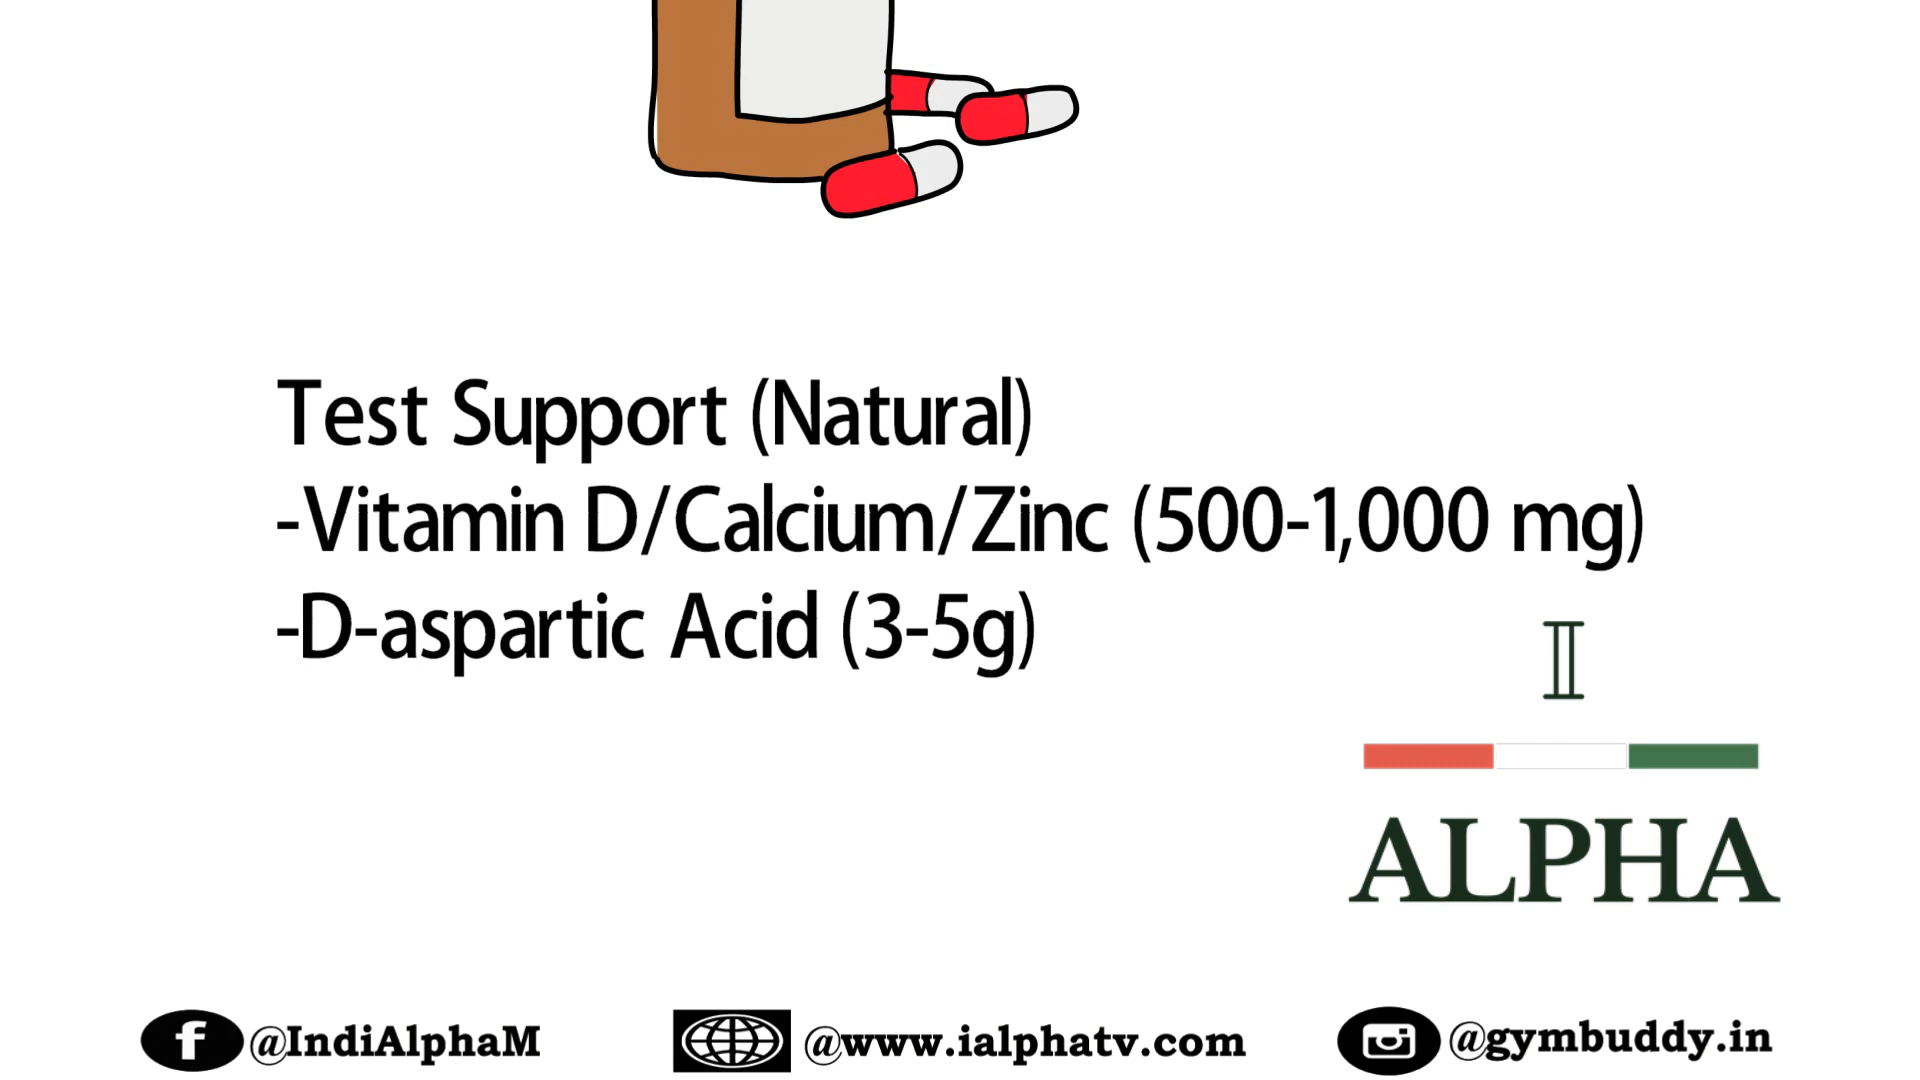 Test Support (Natural)
-Vitamin D/Calcium/Zinc (500-1,000 mg)
-D-aspartic Acid (3-5g)
I
ALPHA
@IndiAlphaM
@www.ialphatv.com
@gymbuddy.in